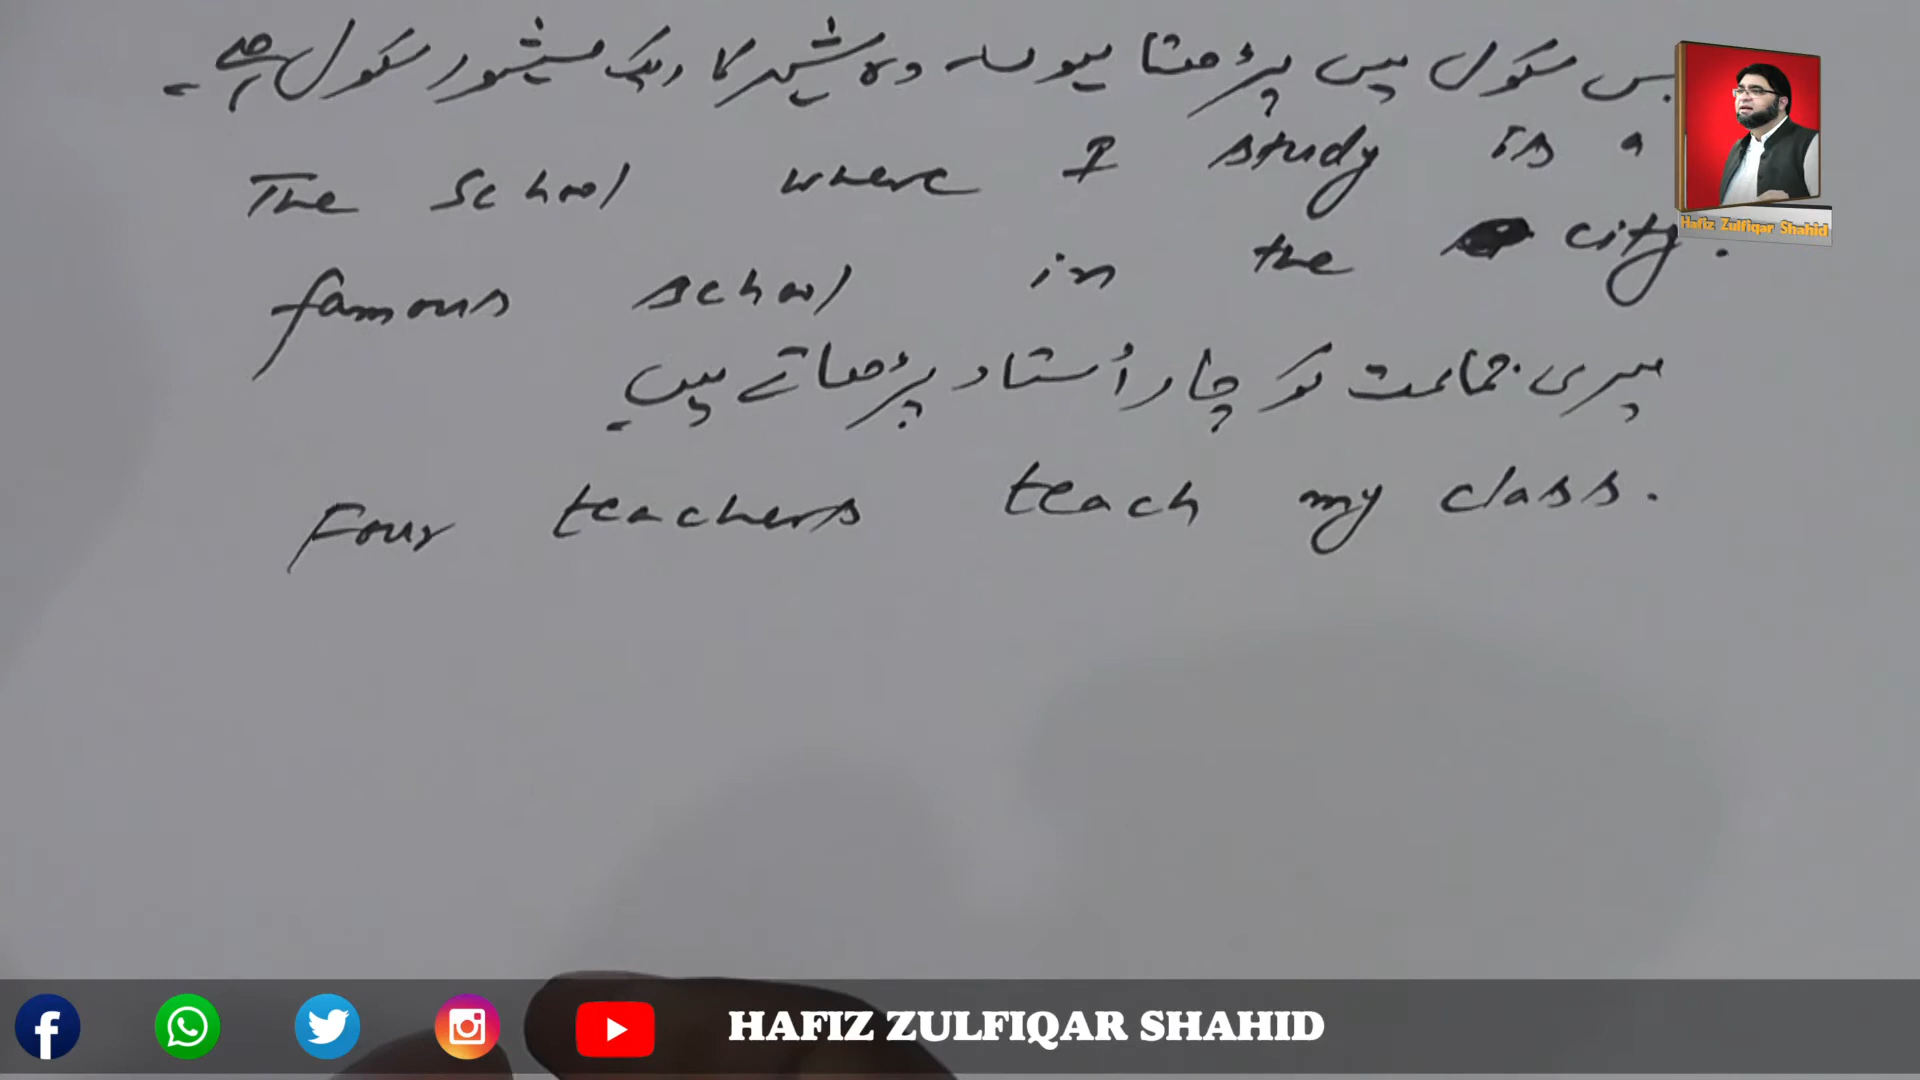 جس سکول میں پڑھتا ہوں وہ شہر کا ایک مشہور سکول ہے۔
The School where I study is a
famous school in the city.
میری جماعت کو چار اُستاد پڑھاتے ہیں۔
Four teachers teach my class.
Hafiz Zulfiqar Shahid
HAFIZ ZULFIQAR SHAHID